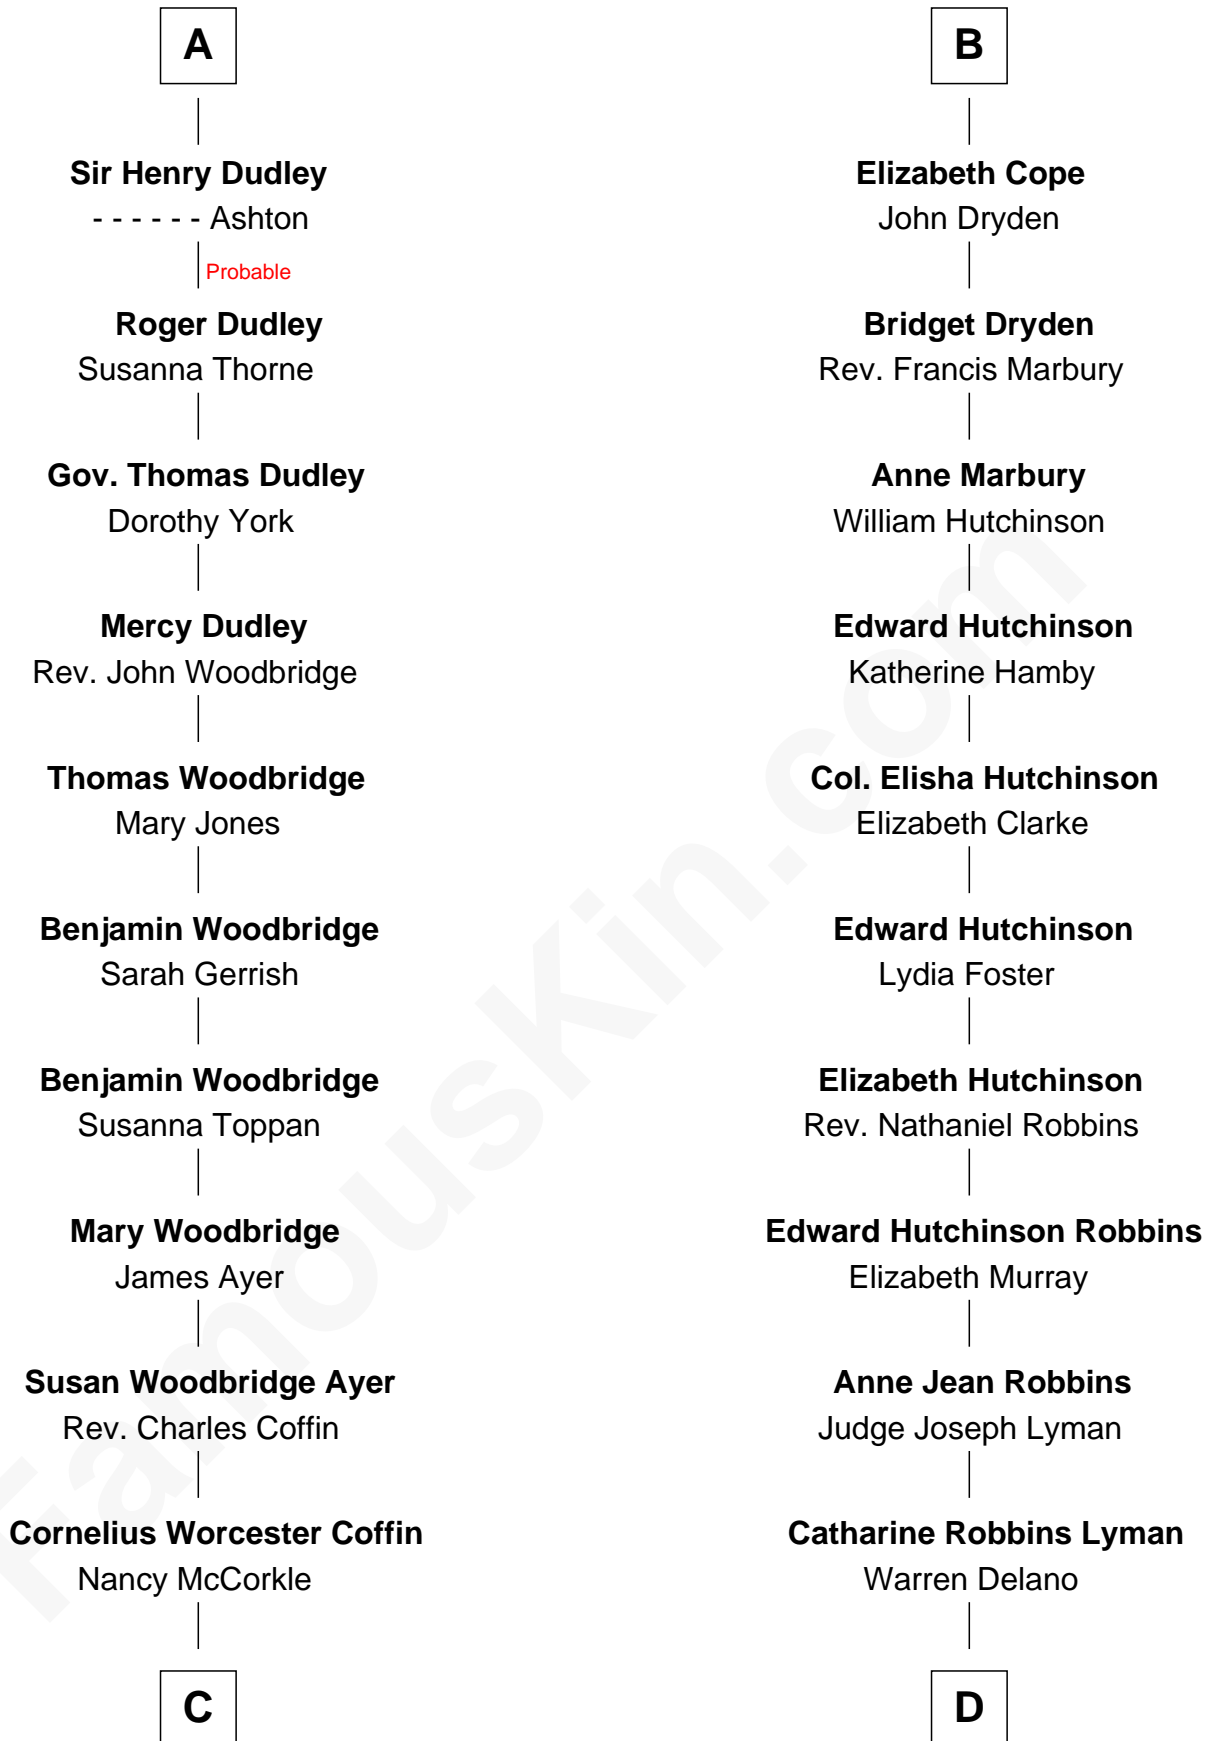 A
Sir Henry Dudley
- - - - - - Ashton
Probable
Roger Dudley
Susanna Thorne
Gov. Thomas Dudley
Dorothy York
Mercy Dudley
Rev. John Woodbridge
Thomas Woodbridge
Mary Jones
Benjamin Woodbridge
Sarah Gerrish
Benjamin Woodbridge
Susanna Toppan
Mary Woodbridge
James Ayer
Susan Woodbridge Ayer
Rev. Charles Coffin
Cornelius Worcester Coffin
Nancy McCorkle
C
B
Elizabeth Cope
John Dryden
Bridget Dryden
Rev. Francis Marbury
Anne Marbury
William Hutchinson
Edward Hutchinson
Katherine Hamby
Col. Elisha Hutchinson
Elizabeth Clarke
Edward Hutchinson
Lydia Foster
Elizabeth Hutchinson
Rev. Nathaniel Robbins
Edward Hutchinson Robbins
Elizabeth Murray
Anne Jean Robbins
Judge Joseph Lyman
Catharine Robbins Lyman
Warren Delano
D
FamousKin.com